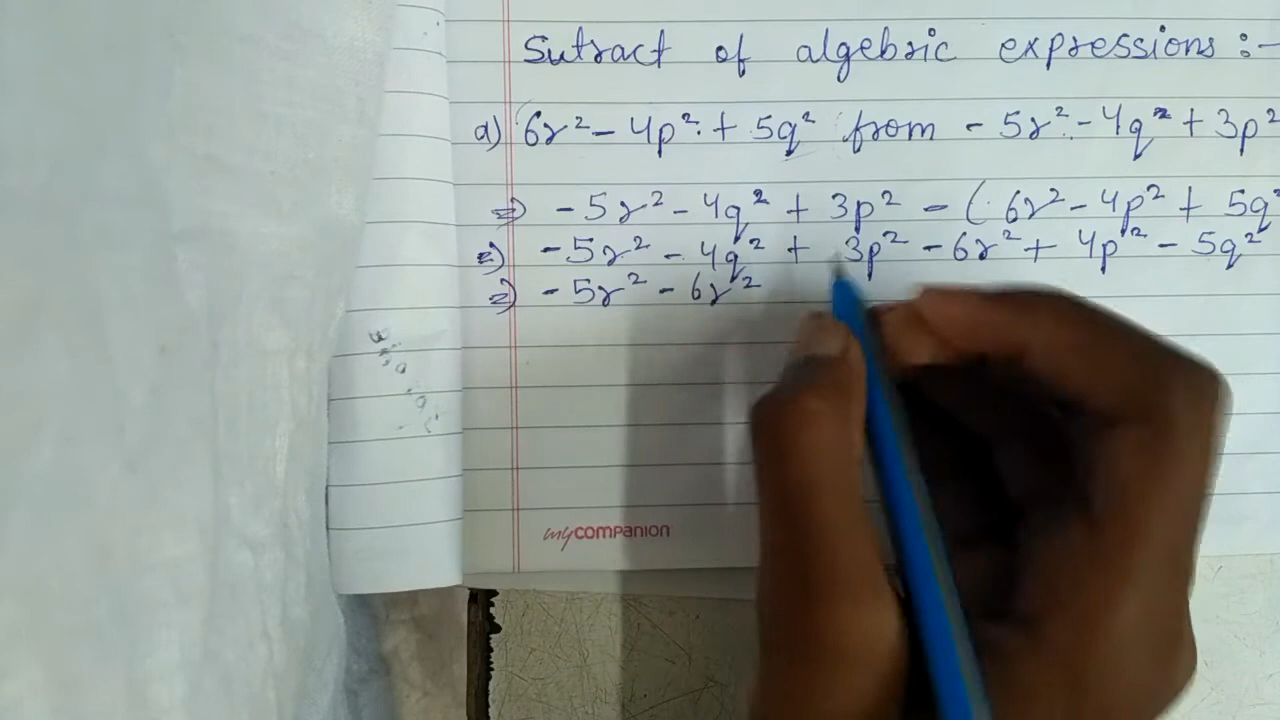 Sutract of algebric expressions :-
a) 6r² - 4p² + 5q² from - 5r² - 4q² + 3p²
=) - 5r² - 4q² + 3p² - ( 6r² - 4p² + 5q²
=) - 5r² - 4q² + 3p² - 6r² + 4p² - 5q²
=) - 5r² - 6r²
mycompanion